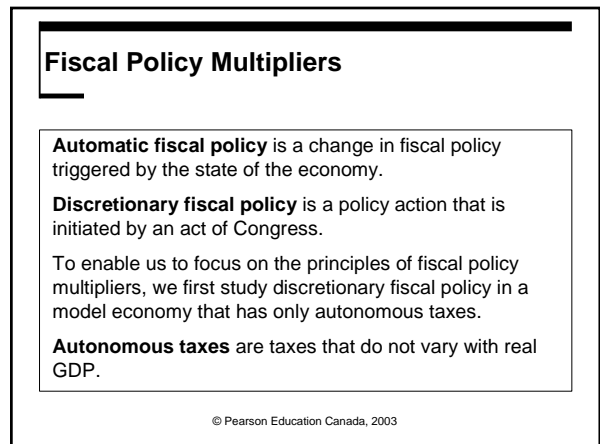 Fiscal Policy Multipliers
Automatic fiscal policy is a change in fiscal policy
triggered by the state of the economy.
Discretionary fiscal policy is a policy action that is
initiated by an act of Congress.
To enable us to focus on the principles of fiscal policy
multipliers, we first study discretionary fiscal policy in a
model economy that has only autonomous taxes.
Autonomous taxes are taxes that do not vary with real
GDP.
© Pearson Education Canada, 2003